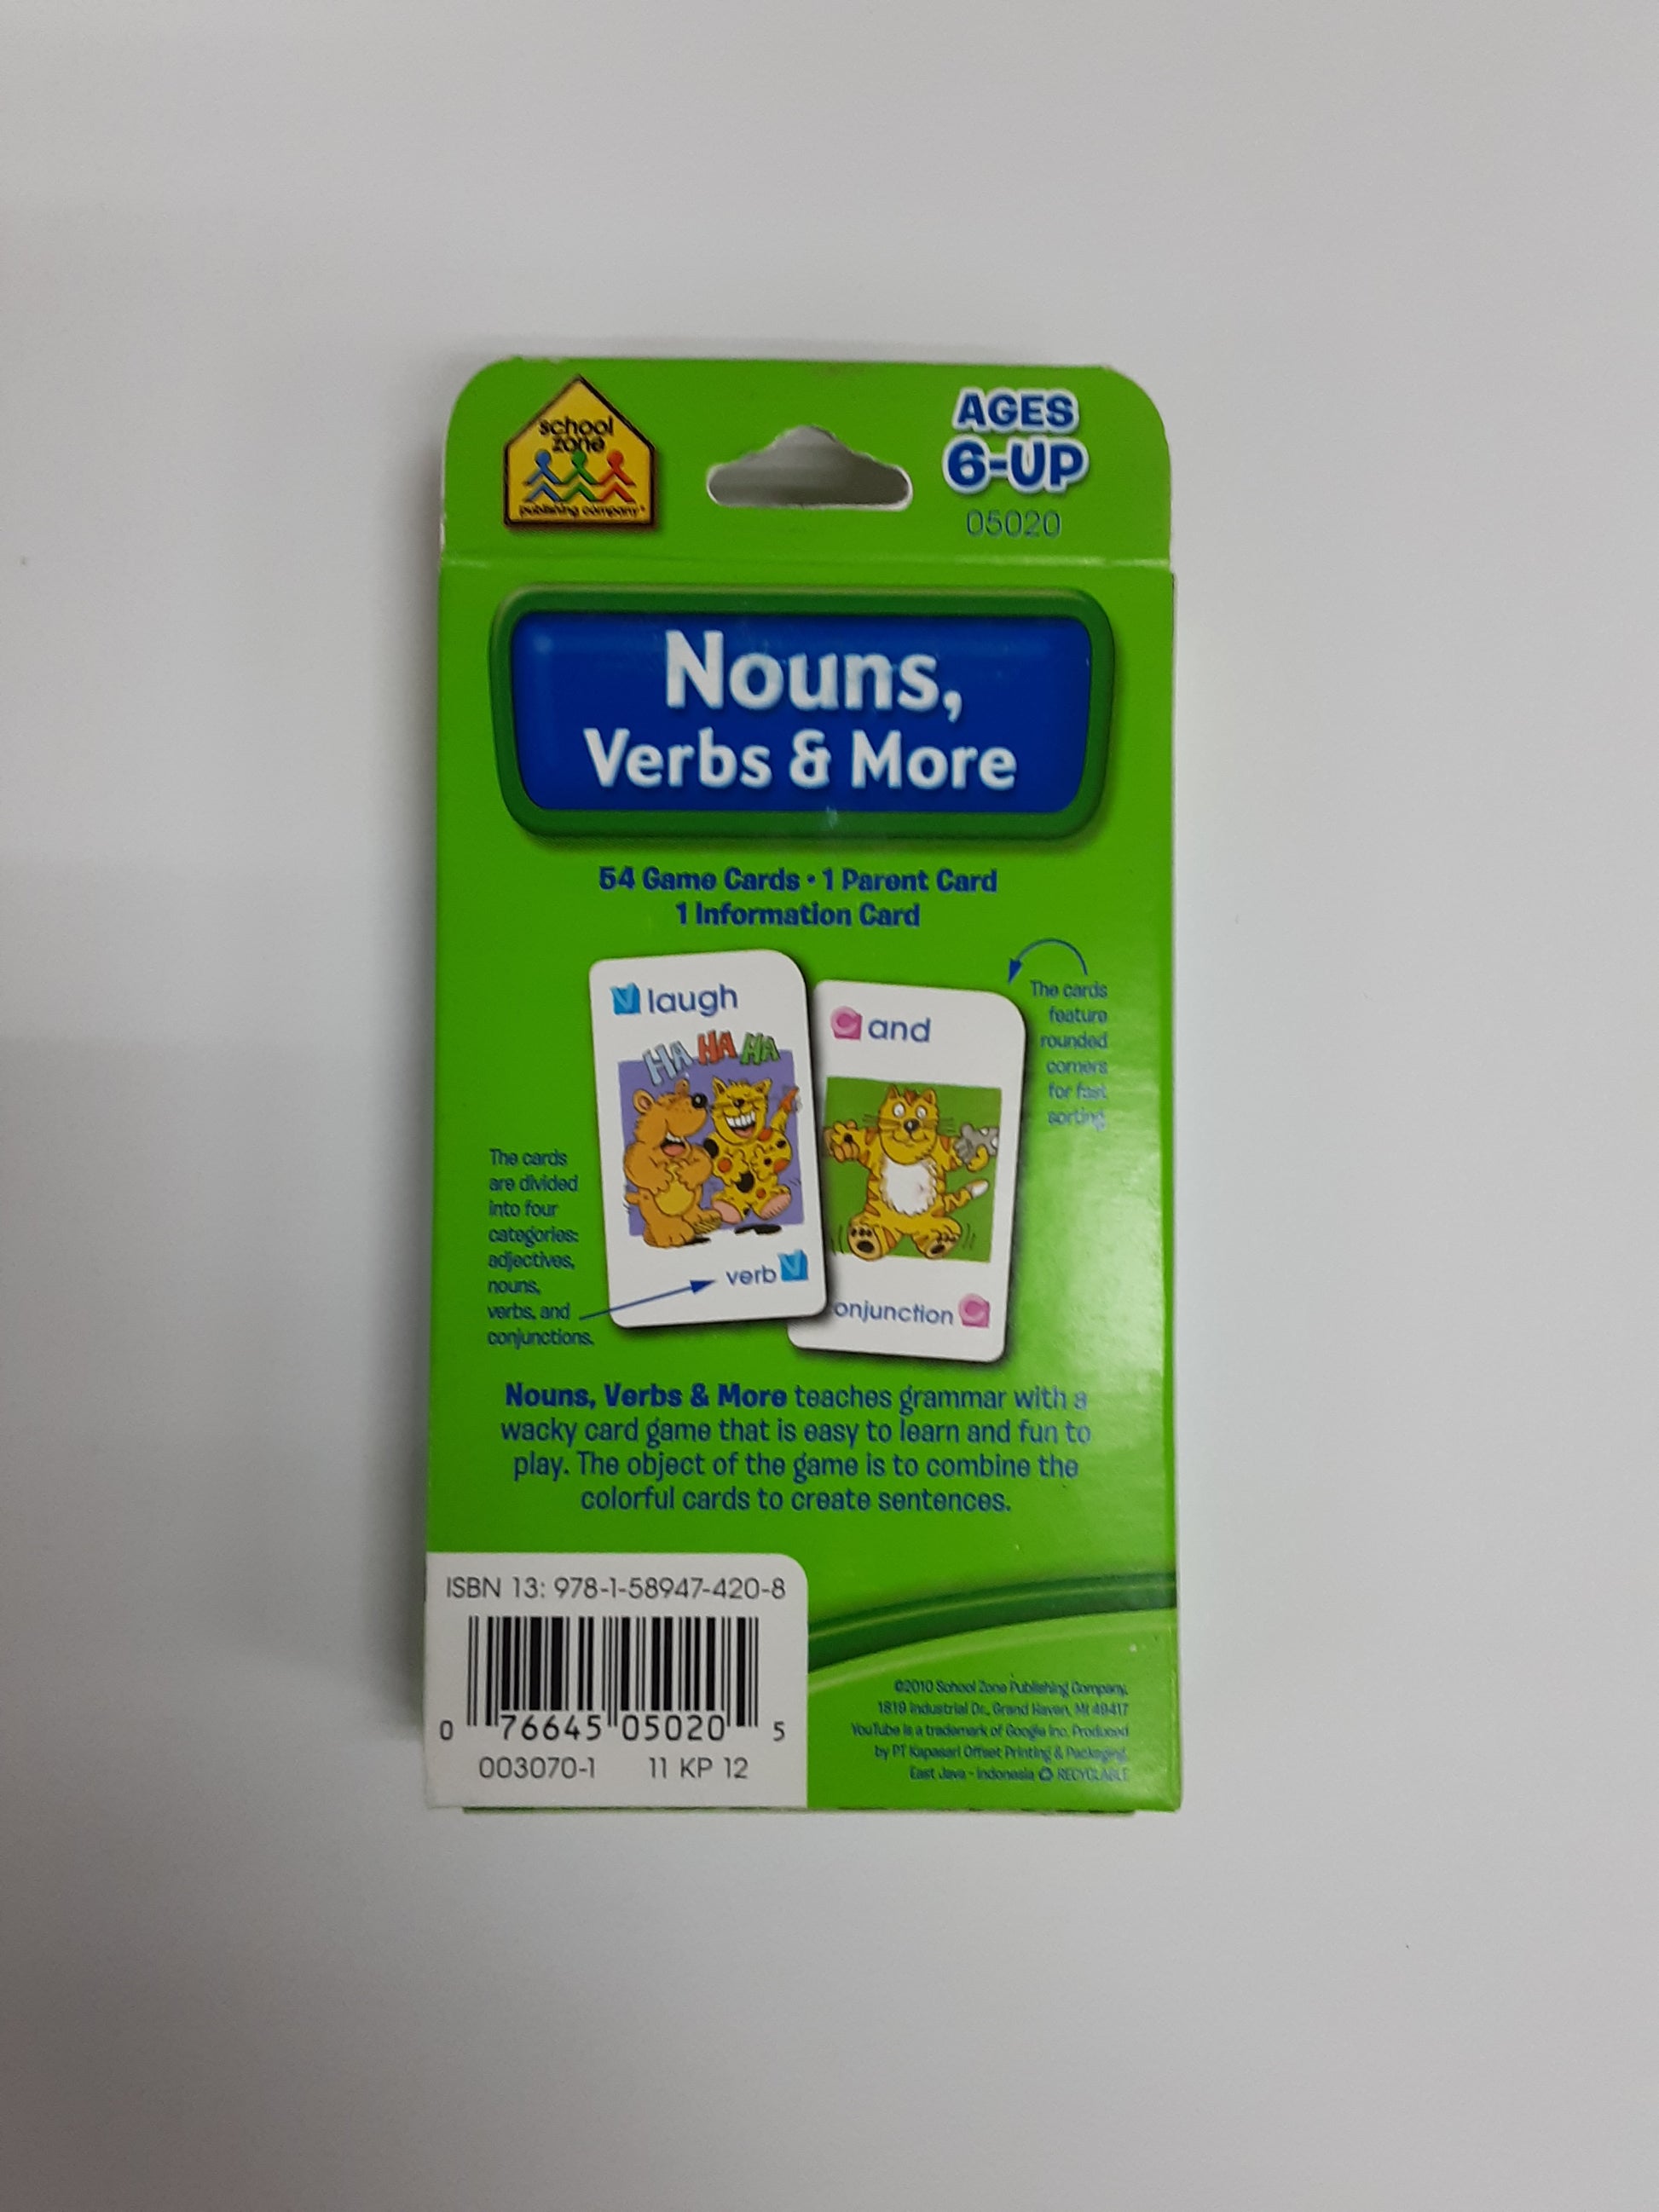 school
zone
publishing company
AGES
6-UP
05020
Nouns,
Verbs & More
54 Game Cards • 1 Parent Card
1 Information Card
The cards
feature
rounded
corners
for fast
sorting.
V laugh
HA HA HA
verb V
C and
onjunction C
The cards
are divided
into four
categories:
adjectives,
nouns,
verbs, and
conjunctions.
Nouns, Verbs & More teaches grammar with a
wacky card game that is easy to learn and fun to
play. The object of the game is to combine the
colorful cards to create sentences.
ISBN 13: 978-1-58947-420-8
0 76645 05020 5
003070-1 11 KP 12
©2010 School Zone Publishing Company,
1819 Industrial Dr., Grand Haven, MI 49417
YouTube is a trademark of Google Inc. Produced
by PT Kapasari Offset Printing & Packaging,
East Java - Indonesia ♻ RECYCLABLE